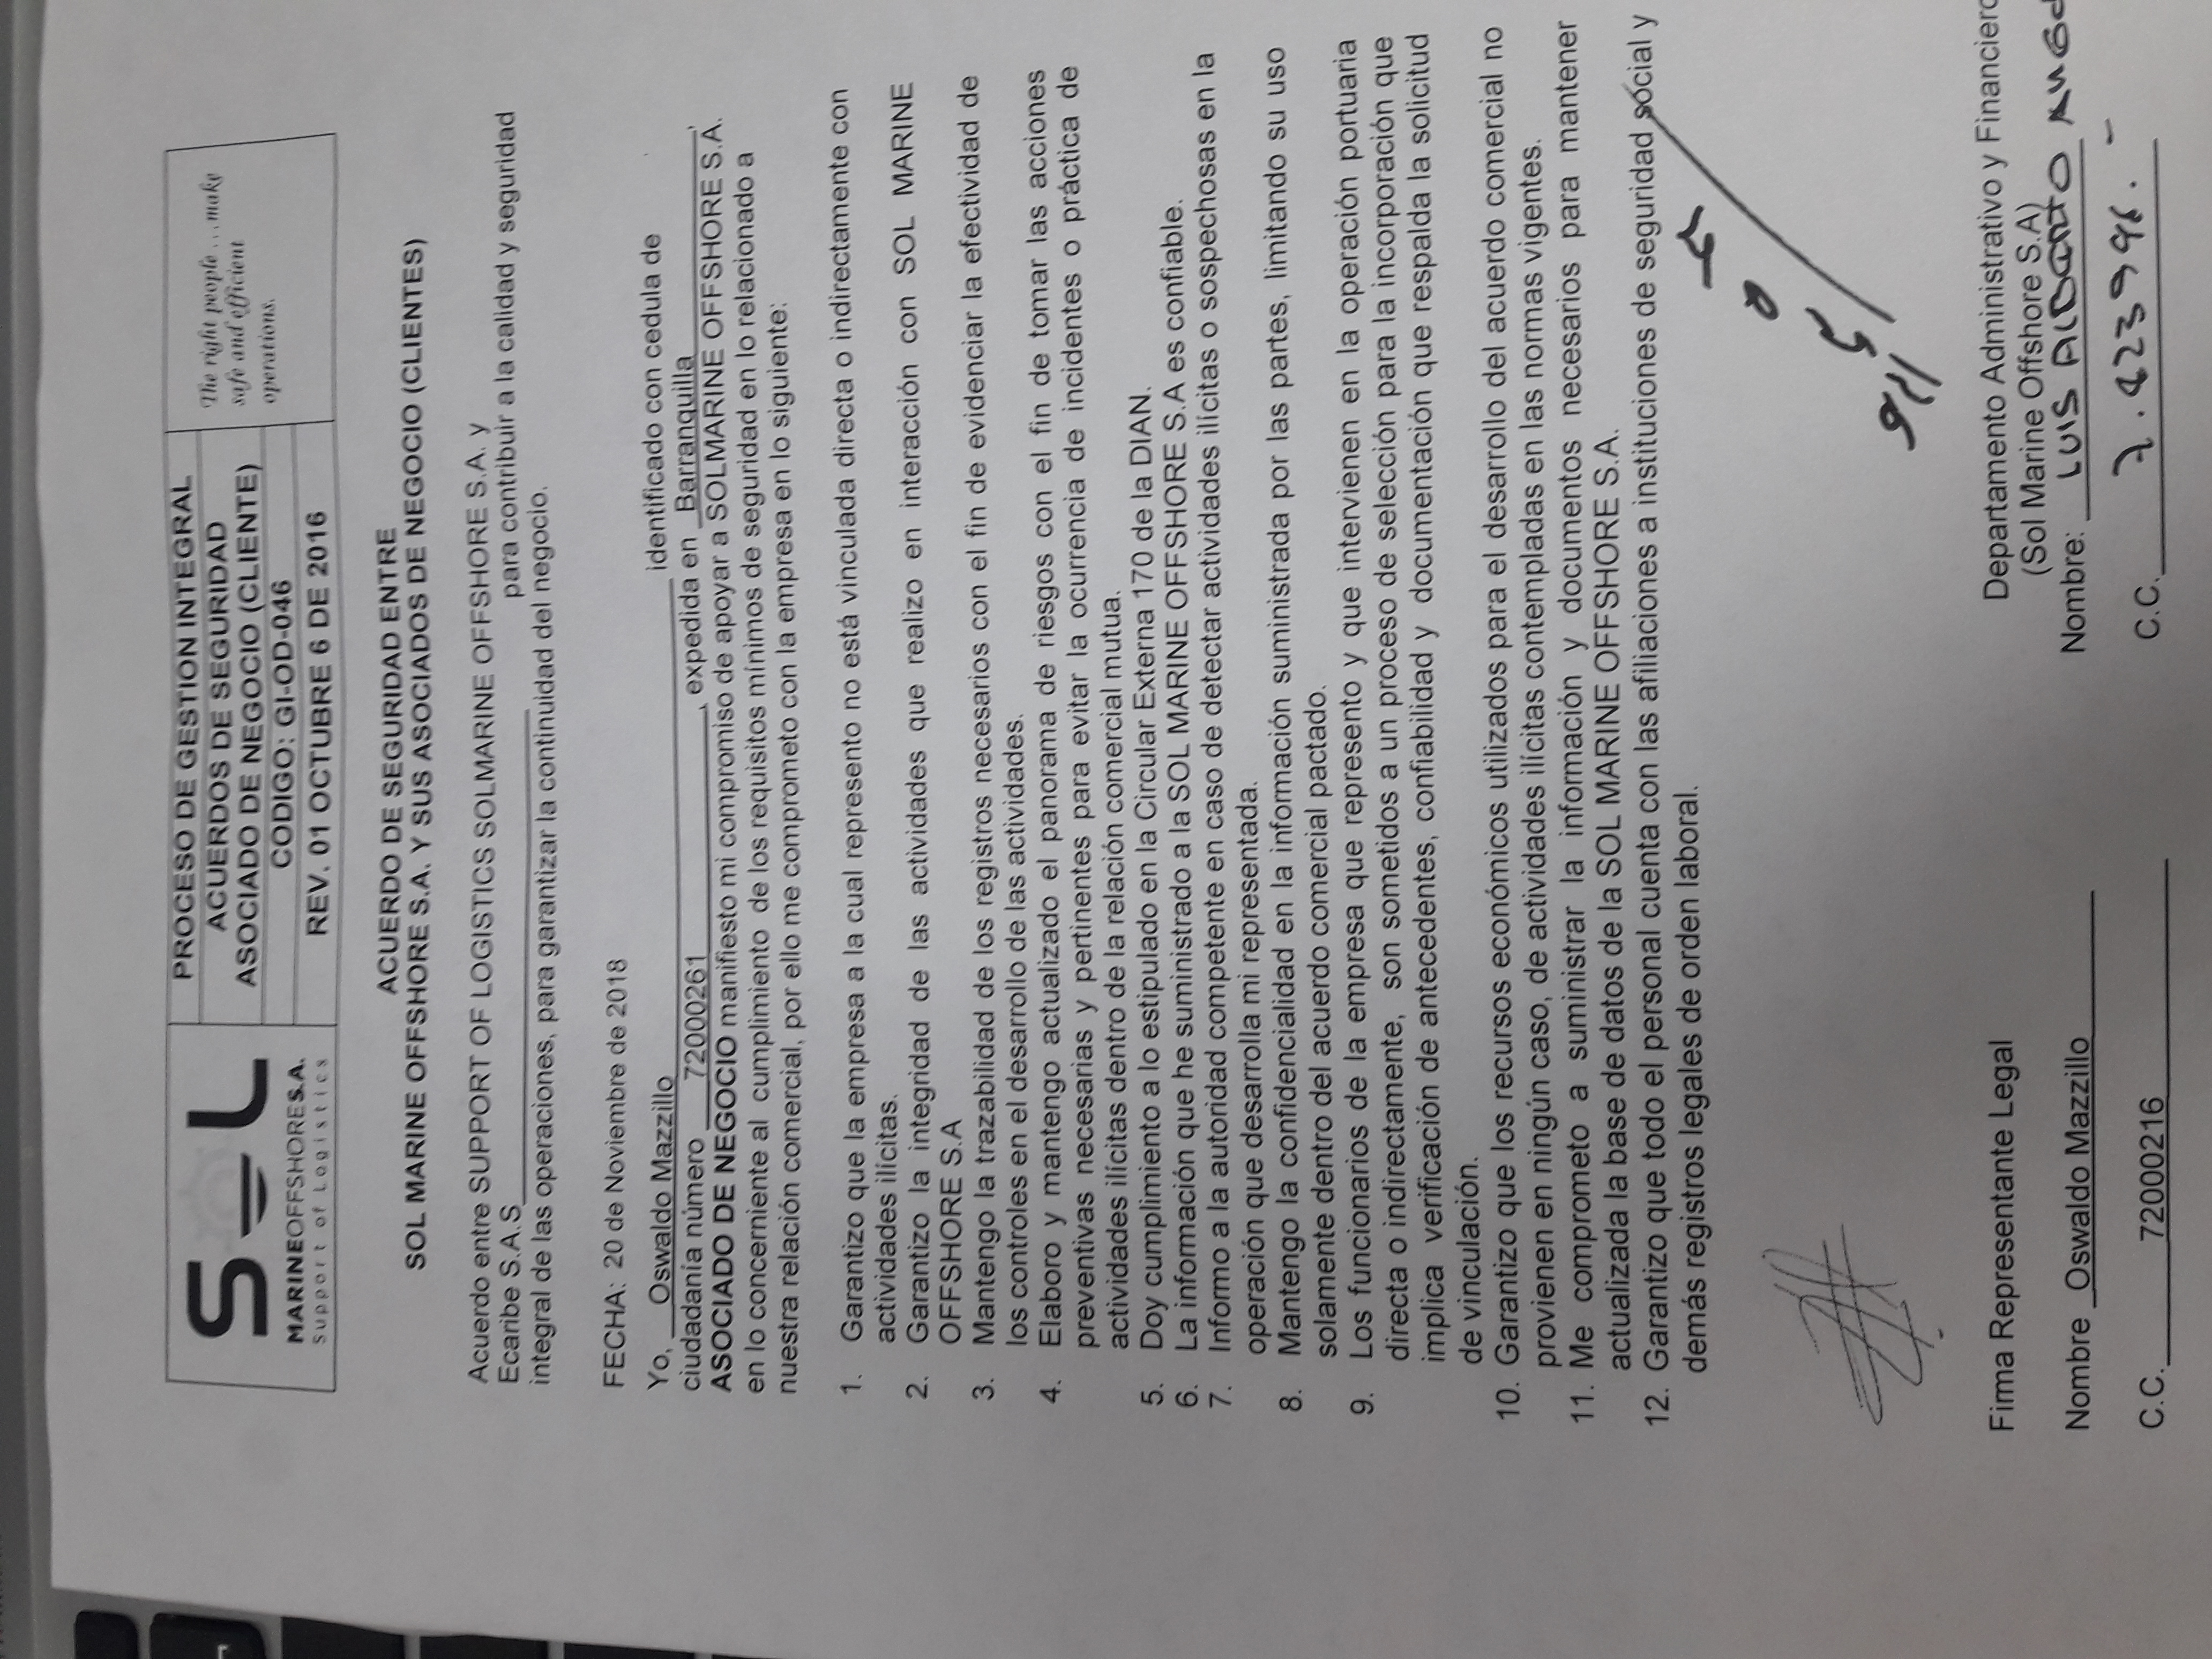 SOL
MARINEOFFSHORES.A.
Support of Logistics
PROCESO DE GESTION INTEGRAL
ACUERDOS DE SEGURIDAD
ASOCIADO DE NEGOCIO (CLIENTE)
CODIGO: GI-OD-046
REV. 01 OCTUBRE 6 DE 2016
The right people ...make
safe and efficient
operations.
ACUERDO DE SEGURIDAD ENTRE
SOL MARINE OFFSHORE S.A. Y SUS ASOCIADOS DE NEGOCIO (CLIENTES)
Acuerdo entre SUPPORT OF LOGISTICS SOLMARINE OFFSHORE S.A. y
Ecaribe S.A.S para contribuir a la calidad y seguridad
integral de las operaciones, para garantizar la continuidad del negocio.
FECHA: 20 de Noviembre de 2018
Yo, Oswaldo Mazzillo identificado con cedula de
ciudadanía número 72000261, expedida en Barranquilla,
ASOCIADO DE NEGOCIO manifiesto mi compromiso de apoyar a SOLMARINE OFFSHORE S.A.
en lo concerniente al cumplimiento de los requisitos mínimos de seguridad en lo relacionado a
nuestra relación comercial, por ello me comprometo con la empresa en lo siguiente:
1. Garantizo que la empresa a la cual represento no está vinculada directa o indirectamente con
actividades ilícitas.
2. Garantizo la integridad de las actividades que realizo en interacción con SOL MARINE
OFFSHORE S.A
3. Mantengo la trazabilidad de los registros necesarios con el fin de evidenciar la efectividad de
los controles en el desarrollo de las actividades.
4. Elaboro y mantengo actualizado el panorama de riesgos con el fin de tomar las acciones
preventivas necesarias y pertinentes para evitar la ocurrencia de incidentes o práctica de
actividades ilícitas dentro de la relación comercial mutua.
5. Doy cumplimiento a lo estipulado en la Circular Externa 170 de la DIAN.
6. La información que he suministrado a la SOL MARINE OFFSHORE S.A es confiable.
7. Informo a la autoridad competente en caso de detectar actividades ilícitas o sospechosas en la
operación que desarrolla mi representada.
8. Mantengo la confidencialidad en la información suministrada por las partes, limitando su uso
solamente dentro del acuerdo comercial pactado.
9. Los funcionarios de la empresa que represento y que intervienen en la operación portuaria
directa o indirectamente, son sometidos a un proceso de selección para la incorporación que
implica verificación de antecedentes, confiabilidad y documentación que respalda la solicitud
de vinculación.
10. Garantizo que los recursos económicos utilizados para el desarrollo del acuerdo comercial no
provienen en ningún caso, de actividades ilícitas contempladas en las normas vigentes.
11. Me comprometo a suministrar la información y documentos necesarios para mantener
actualizada la base de datos de la SOL MARINE OFFSHORE S.A.
12. Garantizo que todo el personal cuenta con las afiliaciones a instituciones de seguridad social y
demás registros legales de orden laboral.
Firma Representante Legal
Departamento Administrativo y Financiero
(Sol Marine Offshore S.A)
Nombre Oswaldo Mazzillo
Nombre: LUIS ALBERTO
C.C. 72000216
C.C.